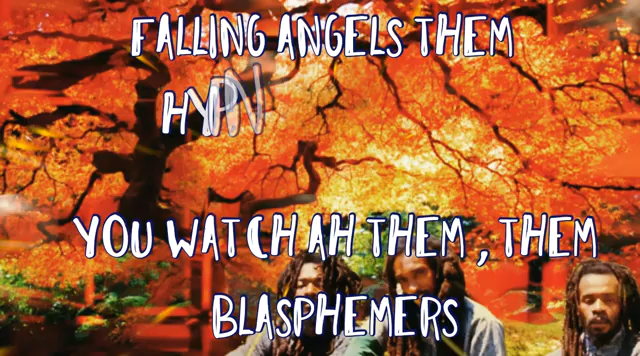 FALLING ANGELS THEM
YOU WATCH AH THEM , THEM
BLASPHEMERS